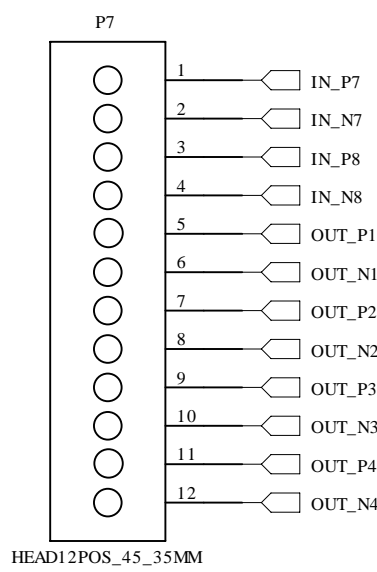 P7
1 IN_P7
2 IN_N7
3 IN_P8
4 IN_N8
5 OUT_P1
6 OUT_N1
7 OUT_P2
8 OUT_N2
9 OUT_P3
10 OUT_N3
11 OUT_P4
12 OUT_N4
HEAD12POS_45_35MM